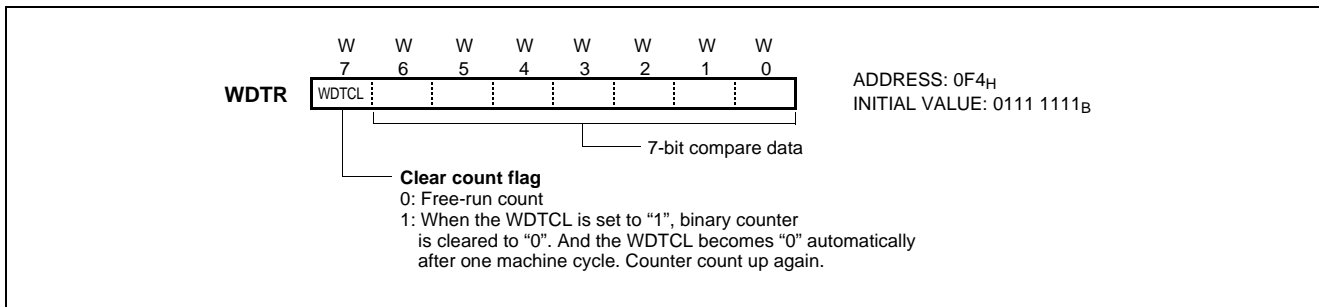 W W W W W W W W
7 6 5 4 3 2 1 0
WDTR WDTCL
ADDRESS: 0F4H
INITIAL VALUE: 0111 1111B
7-bit compare data
Clear count flag
0: Free-run count
1: When the WDTCL is set to “1”, binary counter
is cleared to “0”. And the WDTCL becomes “0” automatically
after one machine cycle. Counter count up again.